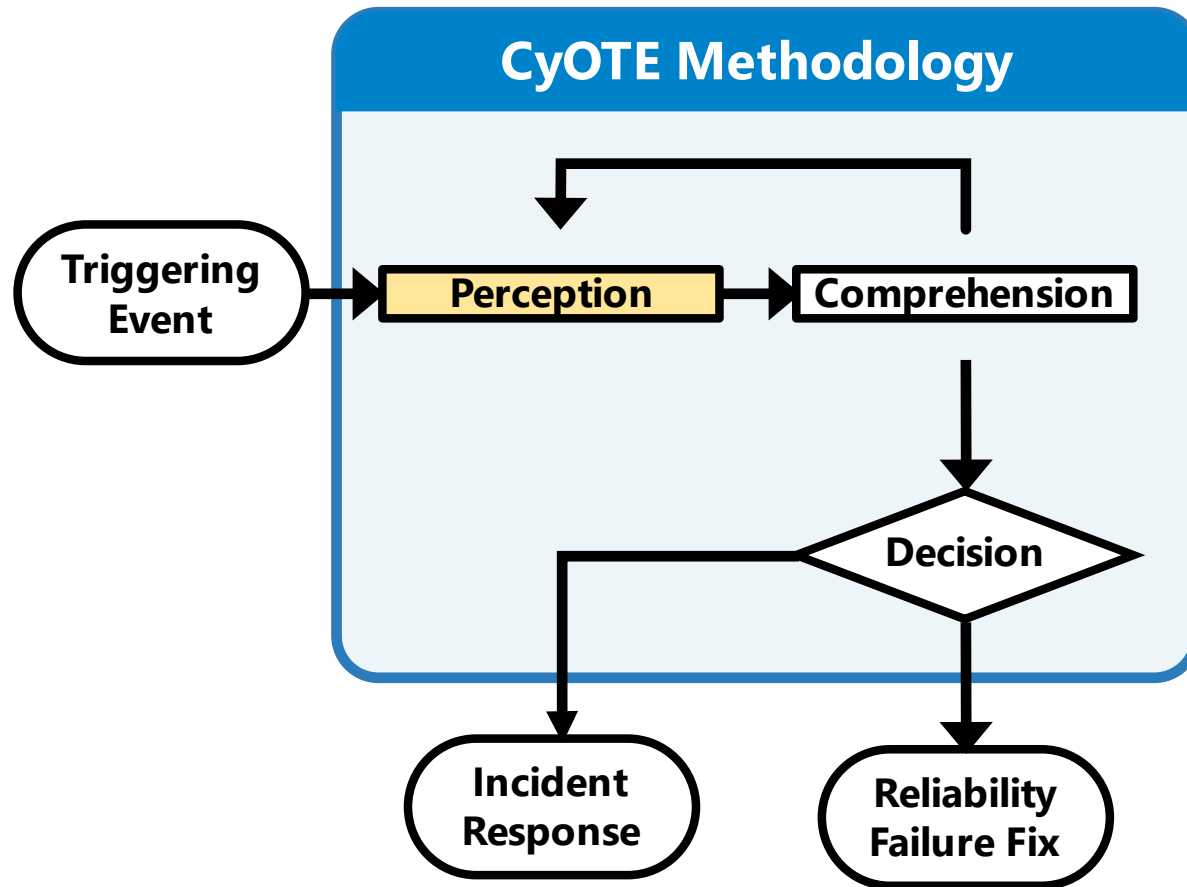 CyOTE Methodology
Triggering
Event
Perception
Comprehension
Decision
Incident
Response
Reliability
Failure Fix